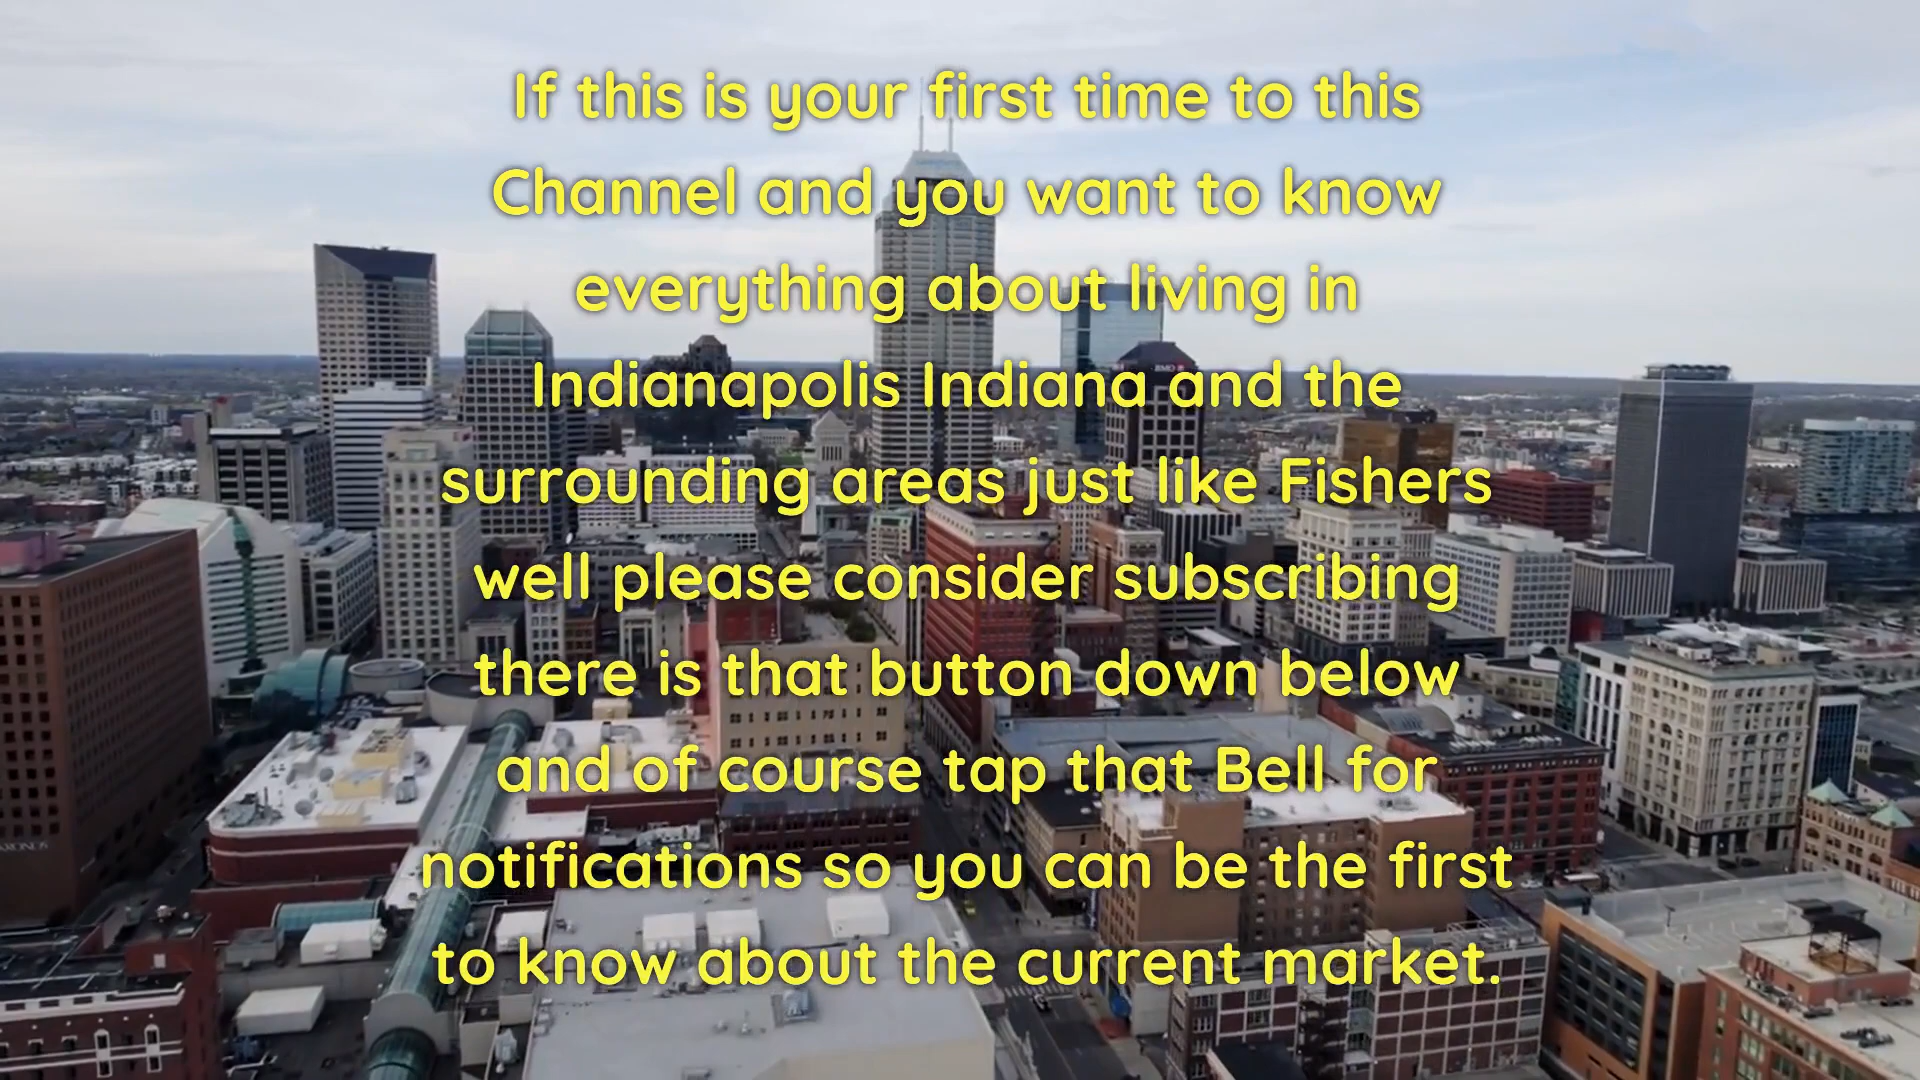 If this is your first time to this
Channel and you want to know
everything about living in
Indianapolis Indiana and the
surrounding areas just like Fishers
well please consider subscribing
there is that button down below
and of course tap that Bell for
notifications so you can be the first
to know about the current market.
BMO